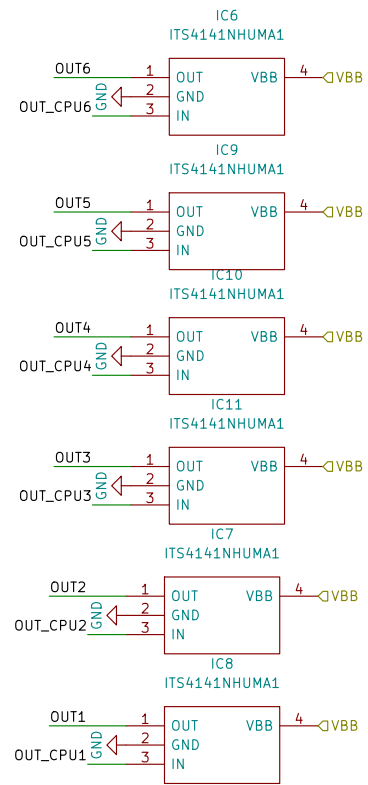 IC6
ITS4141NHUMA1
OUT6 1 OUT VBB 4 VBB
GND 2 GND
OUT_CPU6 3 IN
IC9
ITS4141NHUMA1
OUT5 1 OUT VBB 4 VBB
GND 2 GND
OUT_CPU5 3 IN
IC10
ITS4141NHUMA1
OUT4 1 OUT VBB 4 VBB
GND 2 GND
OUT_CPU4 3 IN
IC11
ITS4141NHUMA1
OUT3 1 OUT VBB 4 VBB
GND 2 GND
OUT_CPU3 3 IN
IC7
ITS4141NHUMA1
OUT2 1 OUT VBB 4 VBB
GND 2 GND
OUT_CPU2 3 IN
IC8
ITS4141NHUMA1
OUT1 1 OUT VBB 4 VBB
GND 2 GND
OUT_CPU1 3 IN